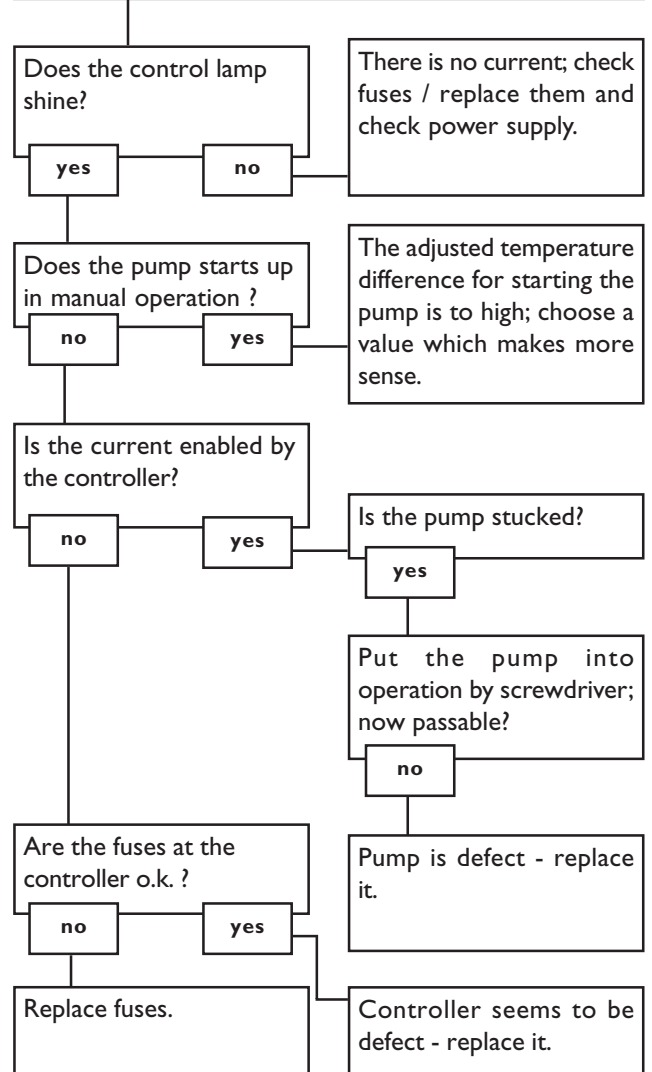 Does the control lamp
shine?
yes
no
There is no current; check
fuses / replace them and
check power supply.
Does the pump starts up
in manual operation ?
no
yes
The adjusted temperature
difference for starting the
pump is to high; choose a
value which makes more
sense.
Is the current enabled by
the controller?
no
yes
Is the pump stucked?
yes
Put the pump into
operation by screwdriver;
now passable?
no
Pump is defect - replace
it.
Are the fuses at the
controller o.k. ?
no
yes
Replace fuses.
Controller seems to be
defect - replace it.